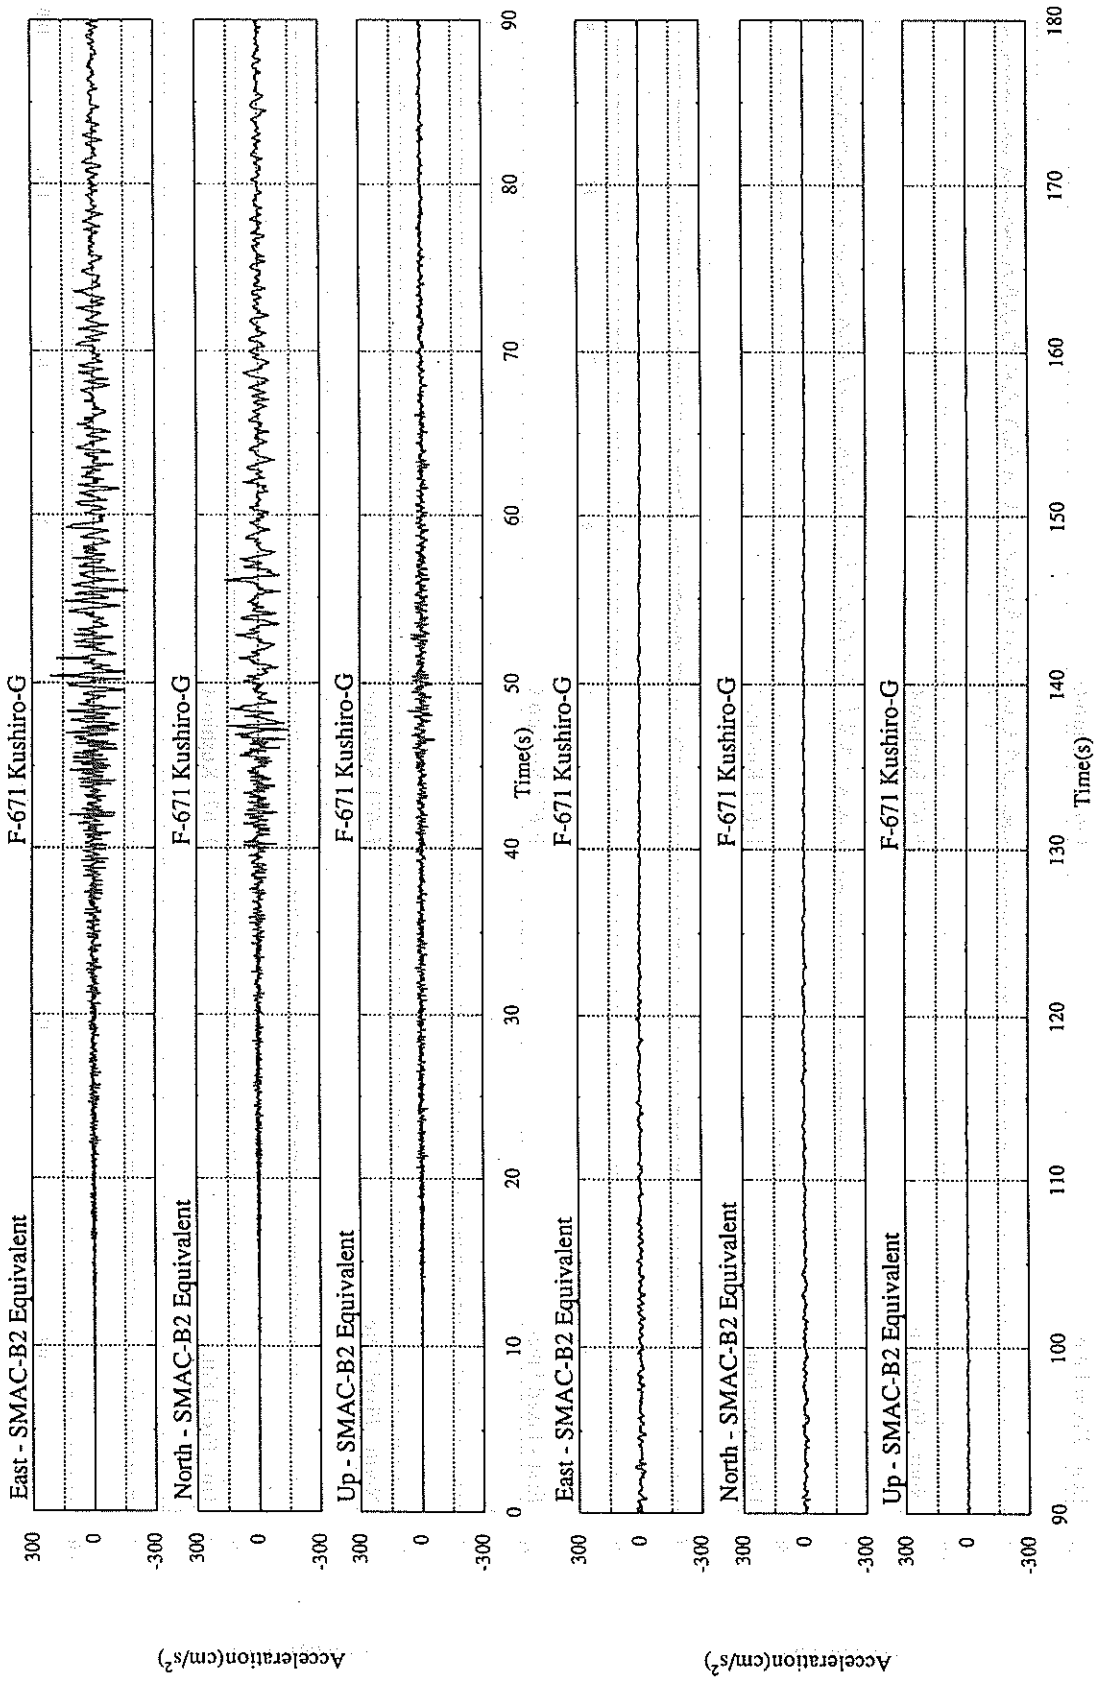 East - SMAC-B2 Equivalent F-671 Kushiro-G
300
0
-300
North - SMAC-B2 Equivalent F-671 Kushiro-G
300
0
-300
Up - SMAC-B2 Equivalent F-671 Kushiro-G
300
0
-300
0 10 20 30 40 50 60 70 80 90
Time(s)
Acceleration(cm/s²)
East - SMAC-B2 Equivalent F-671 Kushiro-G
300
0
-300
North - SMAC-B2 Equivalent F-671 Kushiro-G
300
0
-300
Up - SMAC-B2 Equivalent F-671 Kushiro-G
300
0
-300
90 100 110 120 130 140 150 160 170 180
Time(s)
Acceleration(cm/s²)